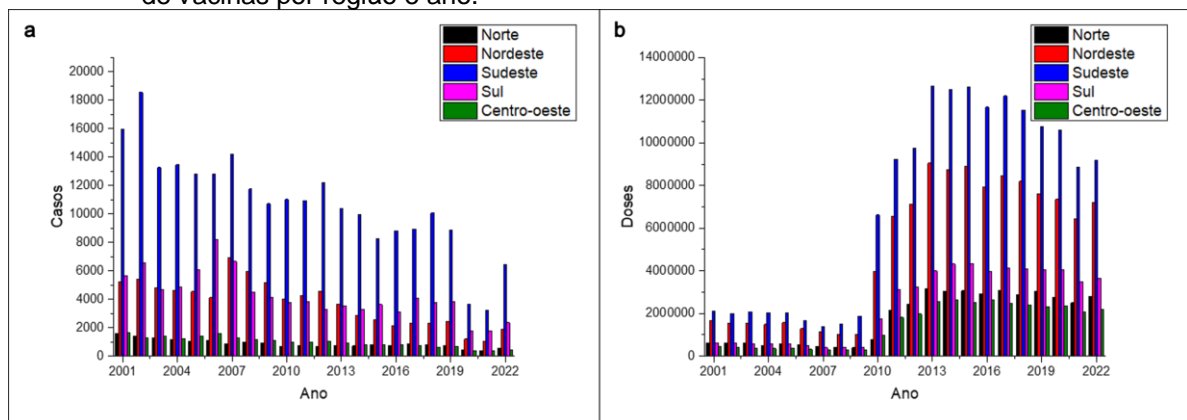 de vacinas por região e ano.
a
Norte
Nordeste
Sudeste
Sul
Centro-oeste
20000
18000
16000
14000
12000
10000
8000
6000
4000
2000
0
Casos
2001 2004 2007 2010 2013 2016 2019 2022
Ano
b
Norte
Nordeste
Sudeste
Sul
Centro-oeste
14000000
12000000
10000000
8000000
6000000
4000000
2000000
0
Doses
2001 2004 2007 2010 2013 2016 2019 2022
Ano